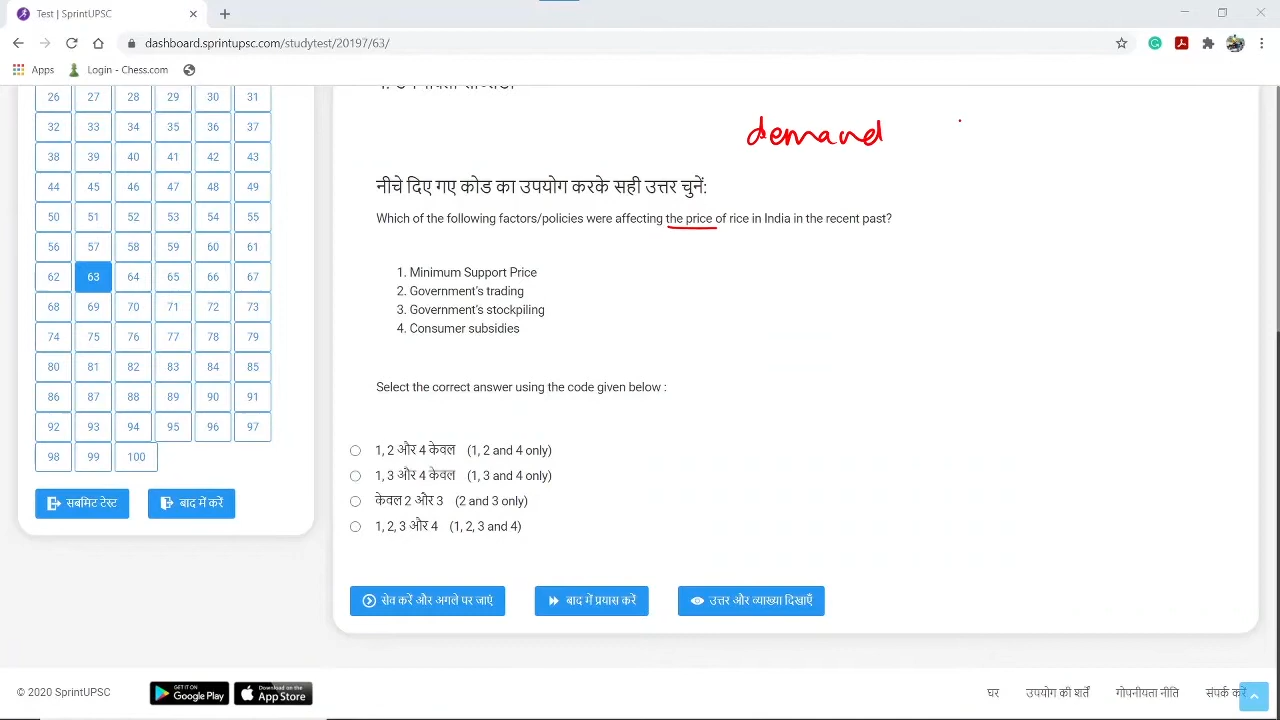 Test | SprintUPSC
dashboard.sprintupsc.com/studytest/20197/63/
Apps Login - Chess.com
26 27 28 29 30 31
32 33 34 35 36 37
38 39 40 41 42 43
44 45 46 47 48 49
50 51 52 53 54 55
56 57 58 59 60 61
62 63 64 65 66 67
68 69 70 71 72 73
74 75 76 77 78 79
80 81 82 83 84 85
86 87 88 89 90 91
92 93 94 95 96 97
98 99 100
सबमिट टेस्ट बाद में करें
demand
नीचे दिए गए कोड का उपयोग करके सही उत्तर चुनें:
Which of the following factors/policies were affecting the price of rice in India in the recent past?
1. Minimum Support Price
2. Government's trading
3. Government's stockpiling
4. Consumer subsidies
Select the correct answer using the code given below :
1, 2 और 4 केवल (1, 2 and 4 only)
1, 3 और 4 केवल (1, 3 and 4 only)
केवल 2 और 3 (2 and 3 only)
1, 2, 3 और 4 (1, 2, 3 and 4)
सेव करें और अगले पर जाएं बाद में प्रयास करें उत्तर और व्याख्या दिखाएँ
© 2020 SprintUPSC GET IT ON Google Play Download on the App Store घर उपयोग की शर्तें गोपनीयता नीति संपर्क करें